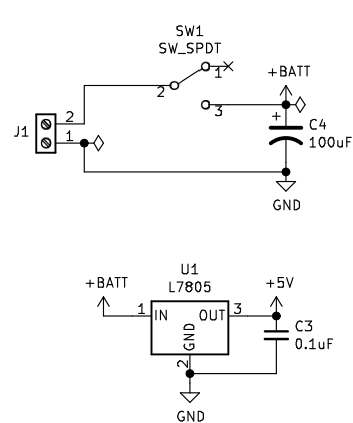 SW1
SW_SPDT
1
+BATT
2
3
J1
2
1
+
C4
100uF
GND
U1
L7805
+BATT
+5V
1
IN
OUT
3
GND
2
C3
0.1uF
GND